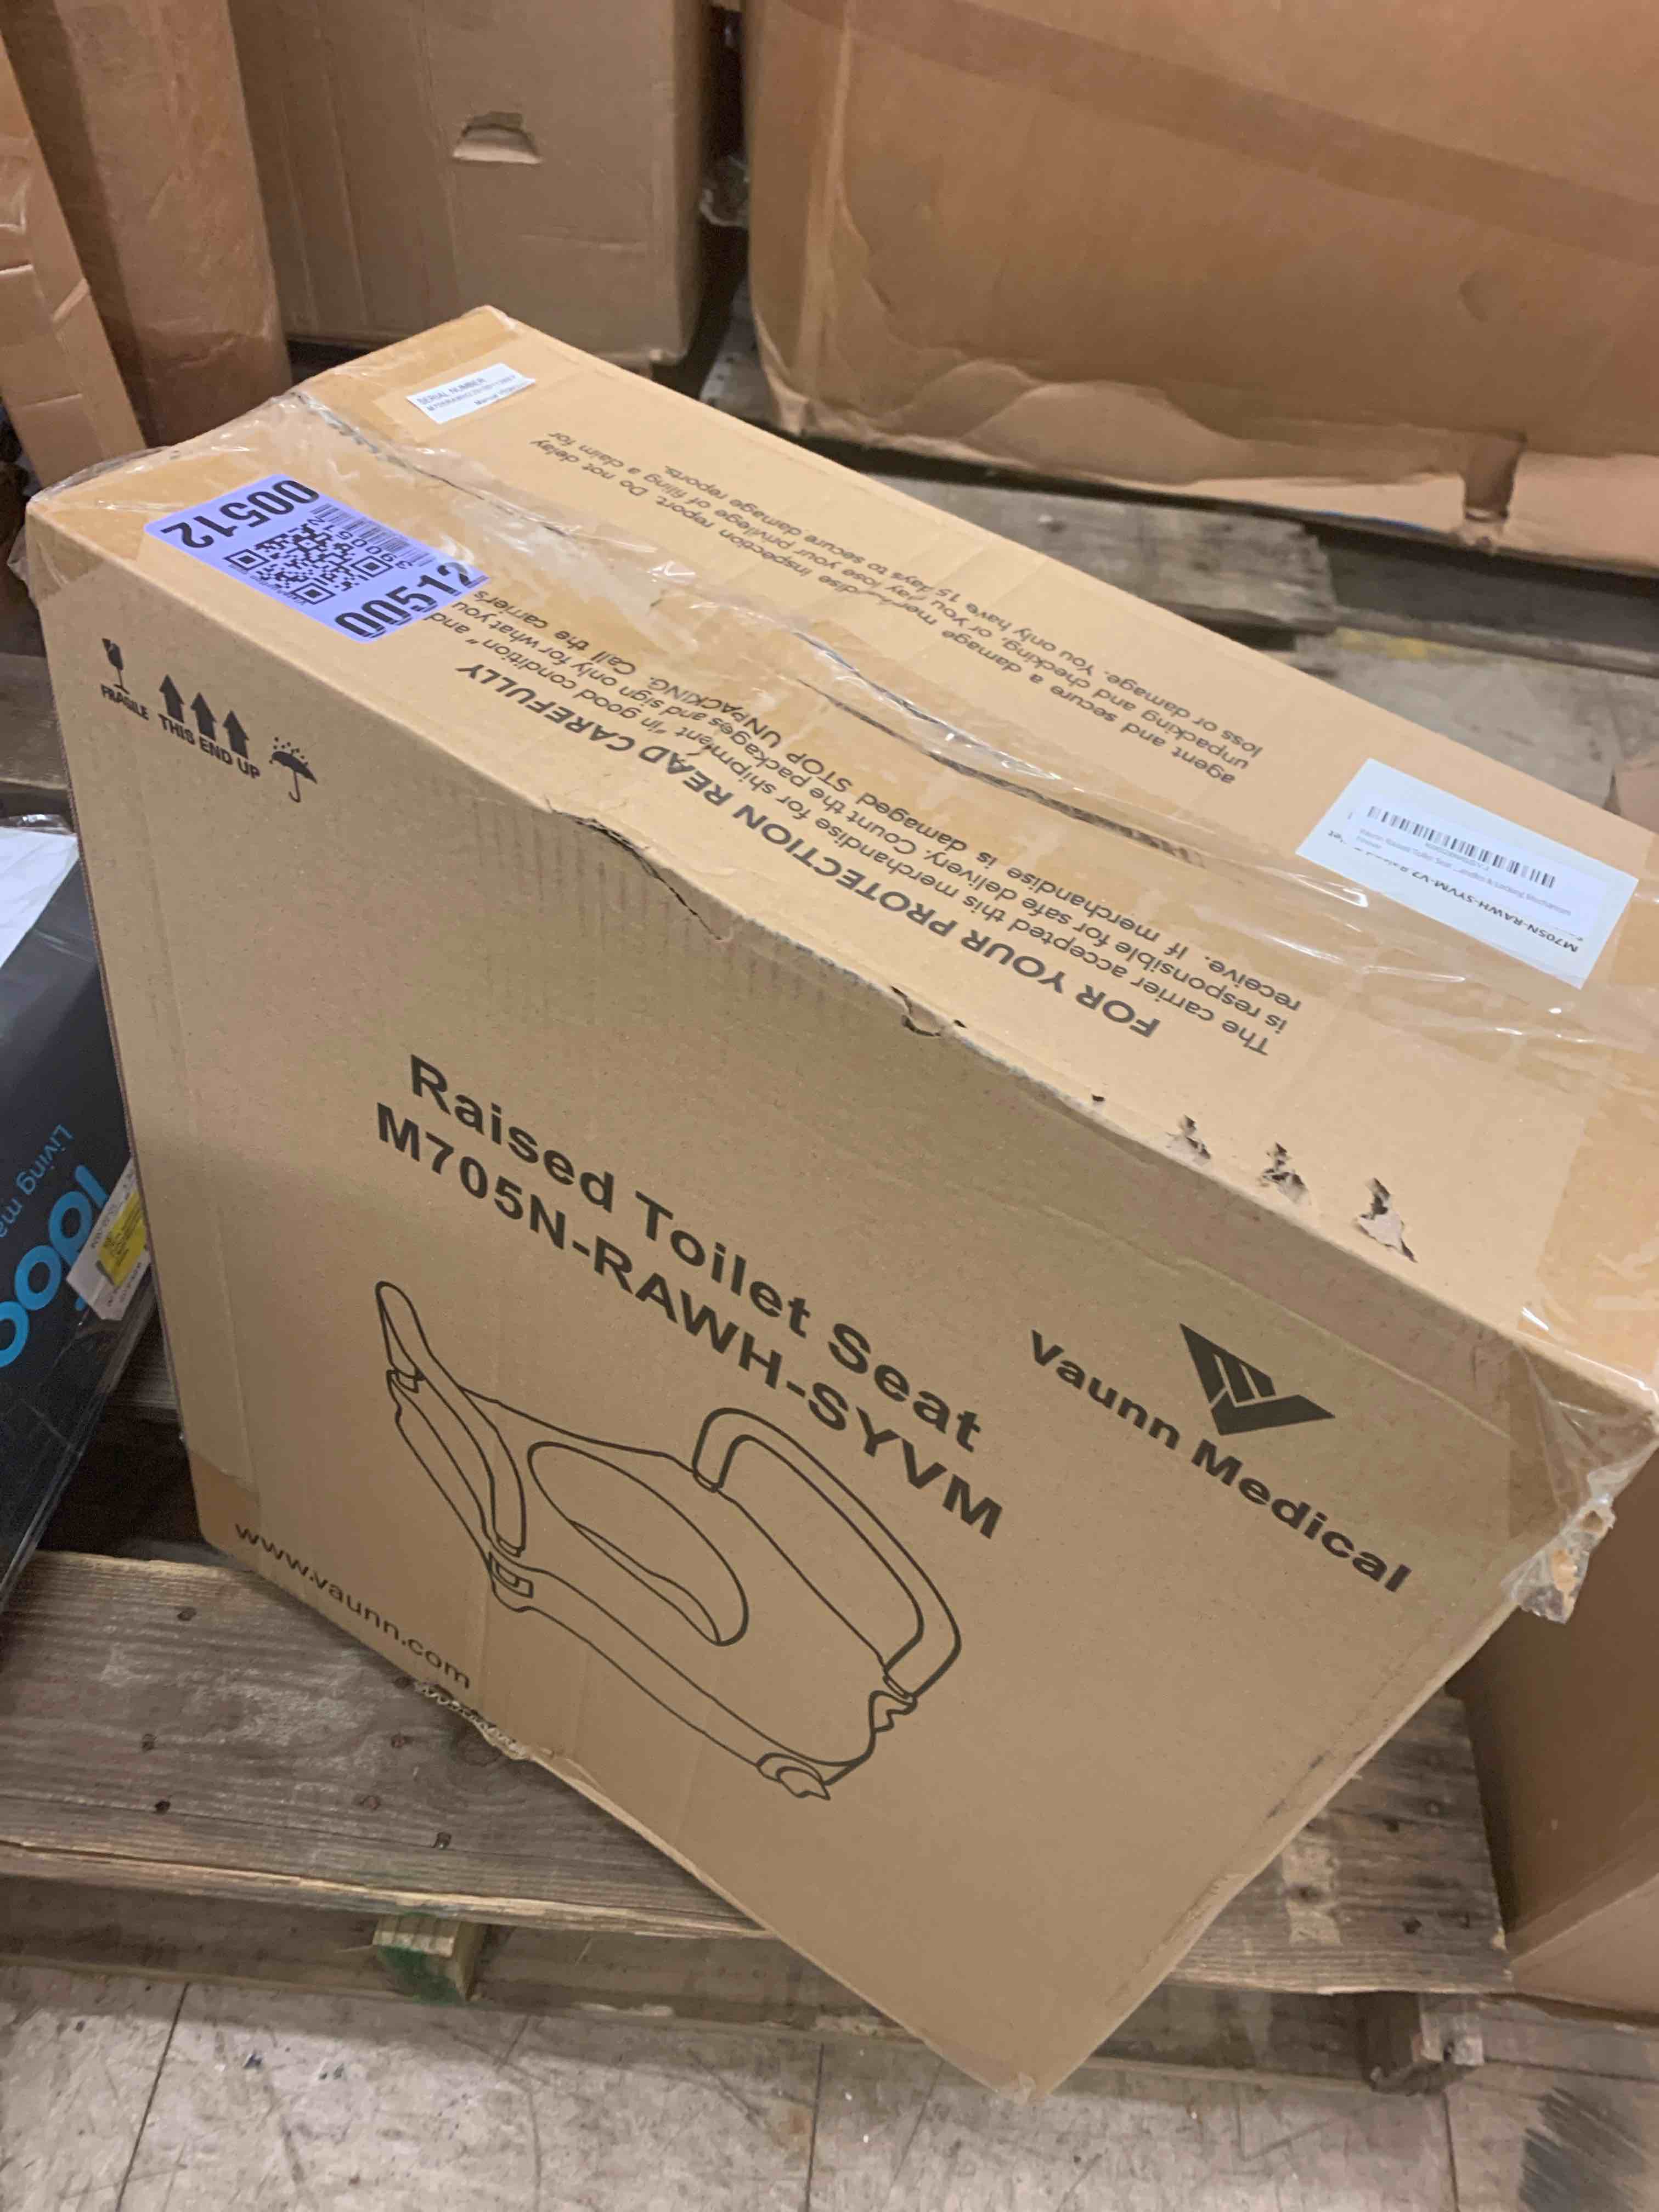 SERIAL NUMBER
00512
00512
FRAGILE
THIS END UP
FOR YOUR PROTECTION READ CAREFULLY
The carrier accepted this merchandise for shipment "in good condition" and
is responsible for safe delivery. Count the packages and sign only for what you
receive. If merchandise is damaged STOP UNPACKING. Call the carriers
agent and secure a damage merchandise inspection report. Do not delay
unpacking and checking, or you may lose your privilege of filing a claim for
loss or damage. You only have 15 days to secure damage reports.
M705N-RAWH-SYVM-V2
Raised Toilet Seat
M705N-RAWH-SYVM
Vaunn Medical
www.vaunn.com
Living